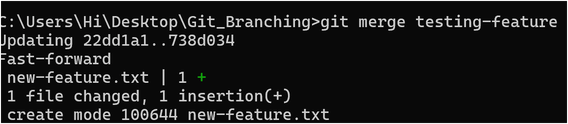 C:\Users\Hi\Desktop\Git_Branching>git merge testing-feature
Updating 22dd1a1..738d034
Fast-forward
 new-feature.txt | 1 +
 1 file changed, 1 insertion(+)
 create mode 100644 new-feature.txt